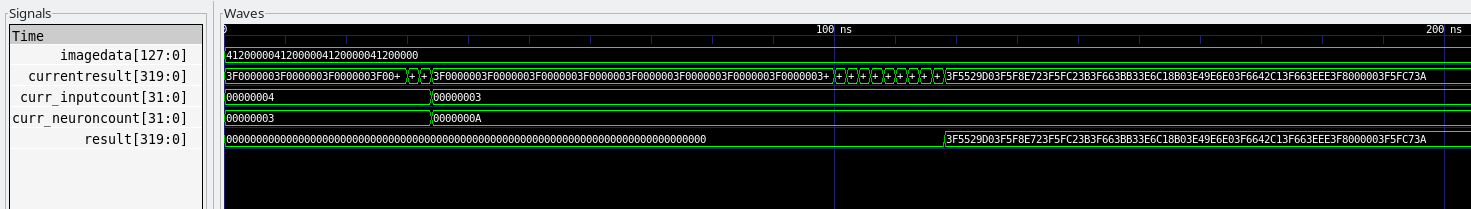 Signals
Waves
Time
0 100 ns 200 ns
imagedata[127:0] 41200000412000004120000041200000
currentresult[319:0] 3F0000003F0000003F0000003F00+ + + 3F0000003F0000003F0000003F0000003F0000003F0000003F0000003F0000003+ + + + + + + + + + 3F5529D03F5F8E723F5FC23B3F663BB33E6C18B03E49E6E03F6642C13F663EEE3F8000003F5FC73A
curr_inputcount[31:0] 00000004 00000003
curr_neuroncount[31:0] 00000003 0000000A
result[319:0] 00000000000000000000000000000000000000000000000000000000000000000000000000000000 3F5529D03F5F8E723F5FC23B3F663BB33E6C18B03E49E6E03F6642C13F663EEE3F8000003F5FC73A